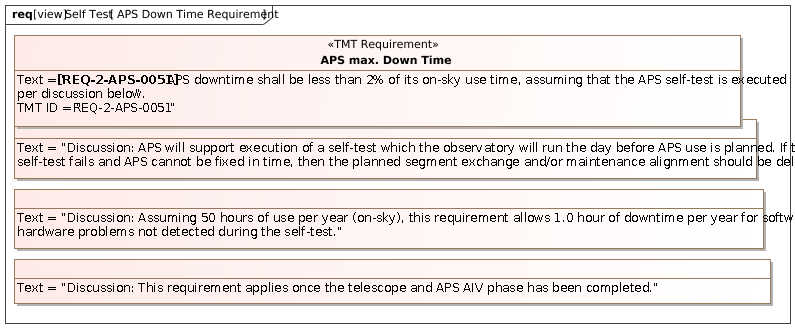 req [view] Self Test [ APS Down Time Requirement ]
«TMT Requirement»
APS max. Down Time
Text = "[REQ-2-APS-0051] APS downtime shall be less than 2% of its on-sky use time, assuming that the APS self-test is executed
per discussion below.
TMT ID = "REQ-2-APS-0051"
Text = "Discussion: APS will support execution of a self-test which the observatory will run the day before APS use is planned. If t
self-test fails and APS cannot be fixed in time, then the planned segment exchange and/or maintenance alignment should be del
Text = "Discussion: Assuming 50 hours of use per year (on-sky), this requirement allows 1.0 hour of downtime per year for softw
hardware problems not detected during the self-test."
Text = "Discussion: This requirement applies once the telescope and APS AIV phase has been completed."